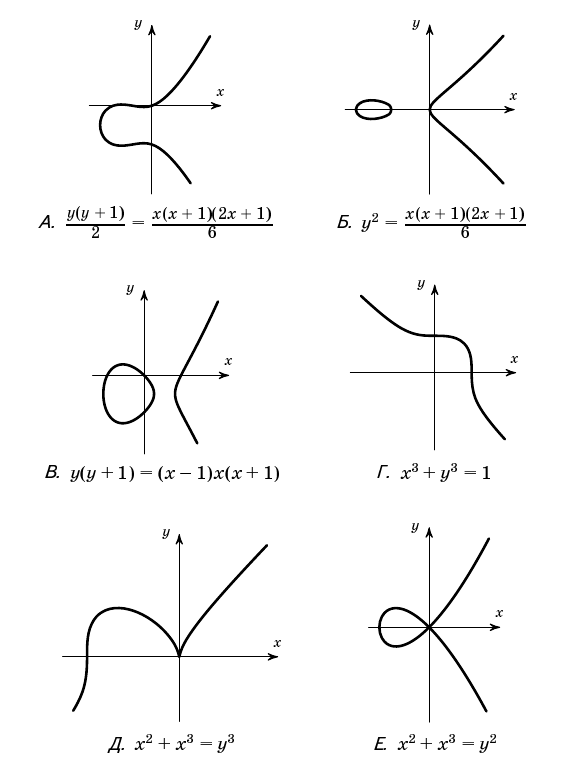 y
x
y
x
А. y(y + 1)/2 = x(x + 1)(2x + 1)/6
Б. y² = x(x + 1)(2x + 1)/6
y
x
y
x
В. y(y + 1) = (x − 1)x(x + 1)
Г. x³ + y³ = 1
y
x
y
x
Д. x² + x³ = y³
Е. x² + x³ = y²